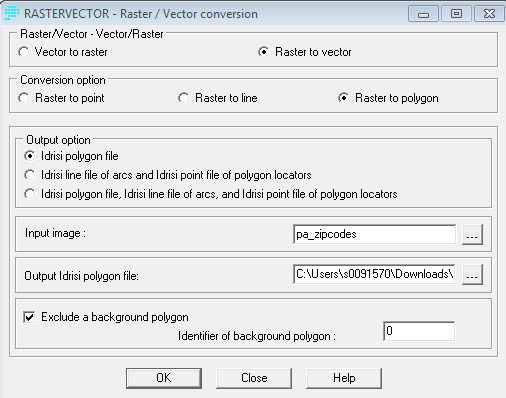 RASTERVECTOR - Raster / Vector conversion
Raster/Vector - Vector/Raster
Vector to raster Raster to vector
Conversion option
Raster to point Raster to line Raster to polygon
Output option
Idrisi polygon file
Idrisi line file of arcs and Idrisi point file of polygon locators
Idrisi polygon file, Idrisi line file of arcs, and Idrisi point file of polygon locators
Input image : pa_zipcodes ...
Output Idrisi polygon file: C:\Users\s0091570\Downloads\ ...
Exclude a background polygon
Identifier of background polygon : 0
OK Close Help